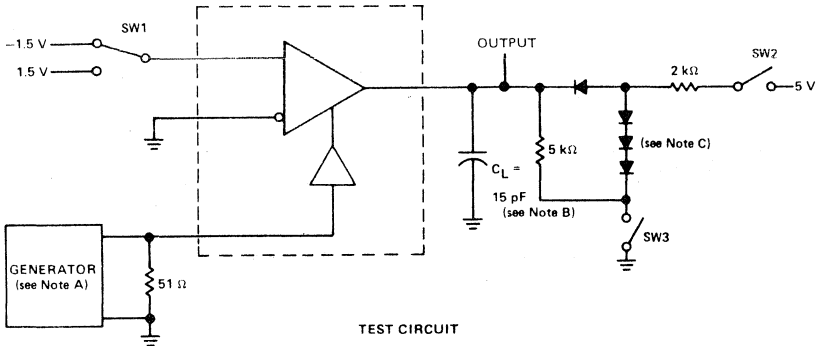 SW1
−1.5 V
1.5 V
OUTPUT
SW2
2 kΩ
5 V
5 kΩ
(see Note C)
CL =
15 pF
(see Note B)
SW3
GENERATOR
(see Note A)
51 Ω
TEST CIRCUIT